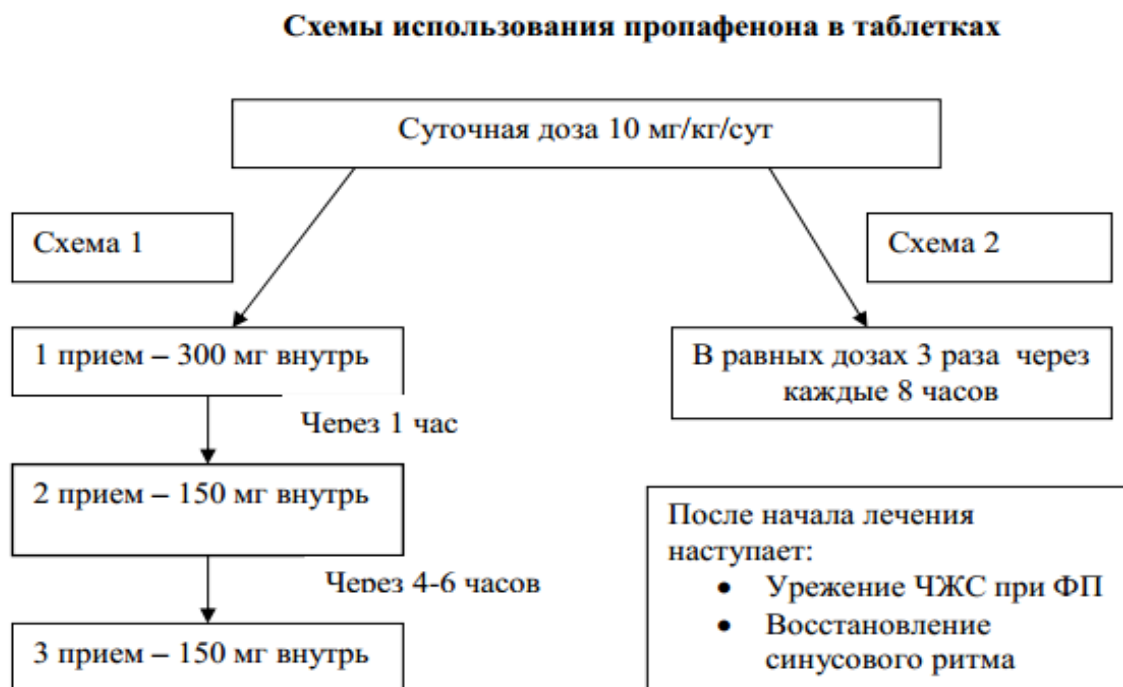 Схемы использования пропафенона в таблетках
Суточная доза 10 мг/кг/сут
Схема 1
Схема 2
1 прием – 300 мг внутрь
В равных дозах 3 раза через
каждые 8 часов
Через 1 час
2 прием – 150 мг внутрь
После начала лечения
наступает:
• Урежение ЧЖС при ФП
• Восстановление
синусового ритма
Через 4-6 часов
3 прием – 150 мг внутрь